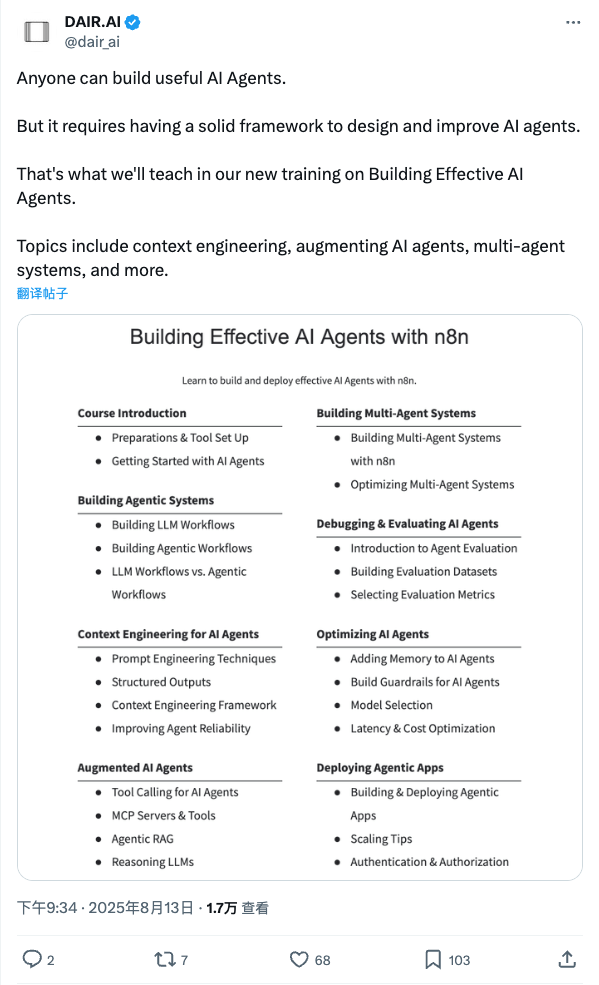 DAIR.AI
@dair_ai
Anyone can build useful AI Agents.
But it requires having a solid framework to design and improve AI agents.
That's what we'll teach in our new training on Building Effective AI
Agents.
Topics include context engineering, augmenting AI agents, multi-agent
systems, and more.
翻译帖子
Building Effective AI Agents with n8n
Learn to build and deploy effective AI Agents with n8n.
Course Introduction
● Preparations & Tool Set Up
● Getting Started with AI Agents
Building Agentic Systems
● Building LLM Workflows
● Building Agentic Workflows
● LLM Workflows vs. Agentic
Workflows
Context Engineering for AI Agents
● Prompt Engineering Techniques
● Structured Outputs
● Context Engineering Framework
● Improving Agent Reliability
Augmented AI Agents
● Tool Calling for AI Agents
● MCP Servers & Tools
● Agentic RAG
● Reasoning LLMs
Building Multi-Agent Systems
● Building Multi-Agent Systems
with n8n
● Optimizing Multi-Agent Systems
Debugging & Evaluating AI Agents
● Introduction to Agent Evaluation
● Building Evaluation Datasets
● Selecting Evaluation Metrics
Optimizing AI Agents
● Adding Memory to AI Agents
● Build Guardrails for AI Agents
● Model Selection
● Latency & Cost Optimization
Deploying Agentic Apps
● Building & Deploying Agentic
Apps
● Scaling Tips
● Authentication & Authorization
下午9:34 · 2025年8月13日 · 1.7万 查看
2 7 68 103